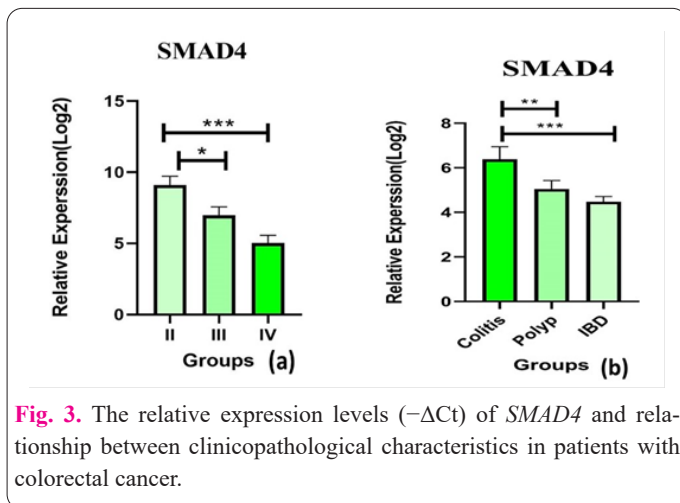 SMAD4
Relative Experssion(Log2)
15
10
5
0
***
*
II III IV
Groups (a)
SMAD4
Relative Experssion(Log2)
8
6
4
2
0
**
***
Colitis Polyp IBD
Groups (b)
Fig. 3. The relative expression levels (−ΔCt) of SMAD4 and rela-
tionship between clinicopathological characteristics in patients with
colorectal cancer.